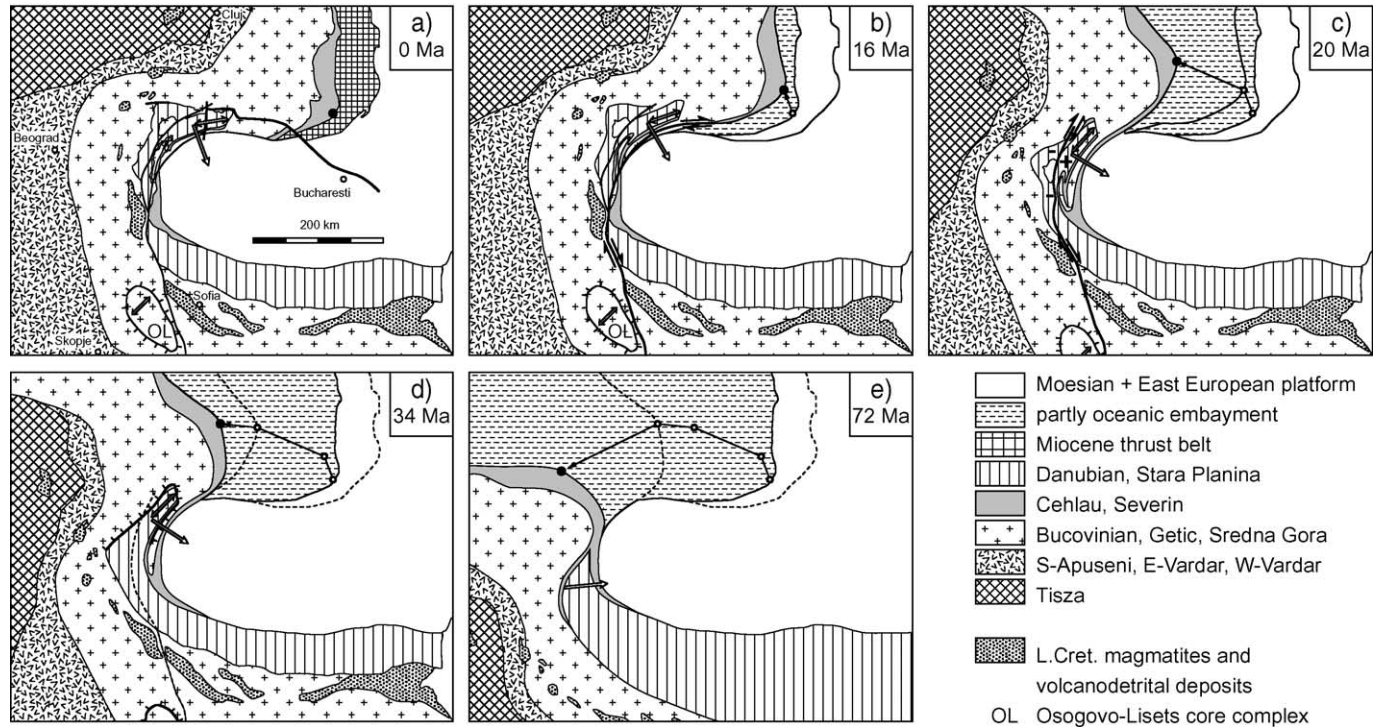 a)
0 Ma
Cluj
Beograd
Bucharesti
200 km
Sofia
OL
Skopje
b)
16 Ma
OL
c)
20 Ma
d)
34 Ma
e)
72 Ma
Moesian + East European platform
partly oceanic embayment
Miocene thrust belt
Danubian, Stara Planina
Cehlau, Severin
Bucovinian, Getic, Sredna Gora
S-Apuseni, E-Vardar, W-Vardar
Tisza
L.Cret. magmatites and
volcanodetrital deposits
OL Osogovo-Lisets core complex